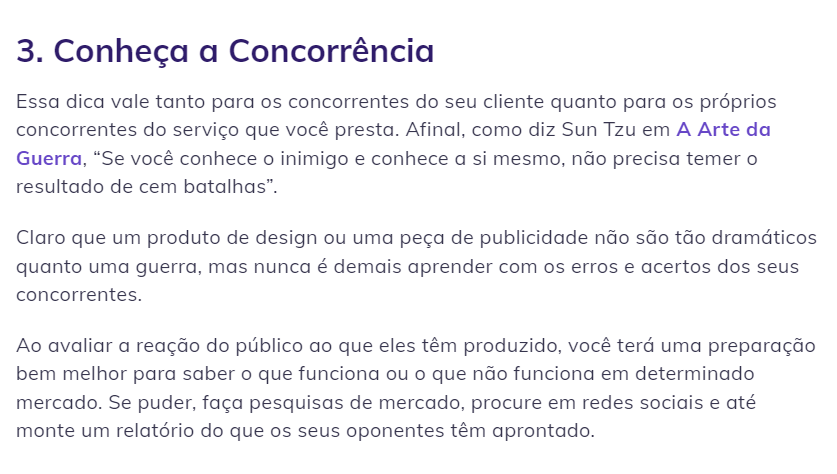 3. Conheça a Concorrência
Essa dica vale tanto para os concorrentes do seu cliente quanto para os próprios
concorrentes do serviço que você presta. Afinal, como diz Sun Tzu em A Arte da
Guerra, “Se você conhece o inimigo e conhece a si mesmo, não precisa temer o
resultado de cem batalhas”.
Claro que um produto de design ou uma peça de publicidade não são tão dramáticos
quanto uma guerra, mas nunca é demais aprender com os erros e acertos dos seus
concorrentes.
Ao avaliar a reação do público ao que eles têm produzido, você terá uma preparação
bem melhor para saber o que funciona ou o que não funciona em determinado
mercado. Se puder, faça pesquisas de mercado, procure em redes sociais e até
monte um relatório do que os seus oponentes têm aprontado.